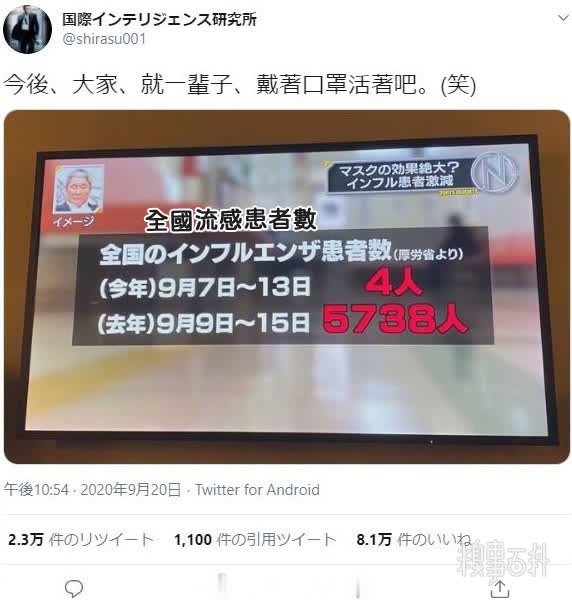 国際インテリジェンス研究所
@shirasu001
今後、大家、就一輩子、戴著口罩活著吧。(笑)
マスクの効果絶大？
インフル患者激減
イメージ
全國流感患者數
全国のインフルエンザ患者数(厚労省より)
(今年)9月7日〜13日 4人
(去年)9月9日〜15日 5738人
午後10:54 · 2020年9月20日 · Twitter for Android
2.3万 件のリツイート 1,100 件の引用ツイート 8.1万 件のいいね